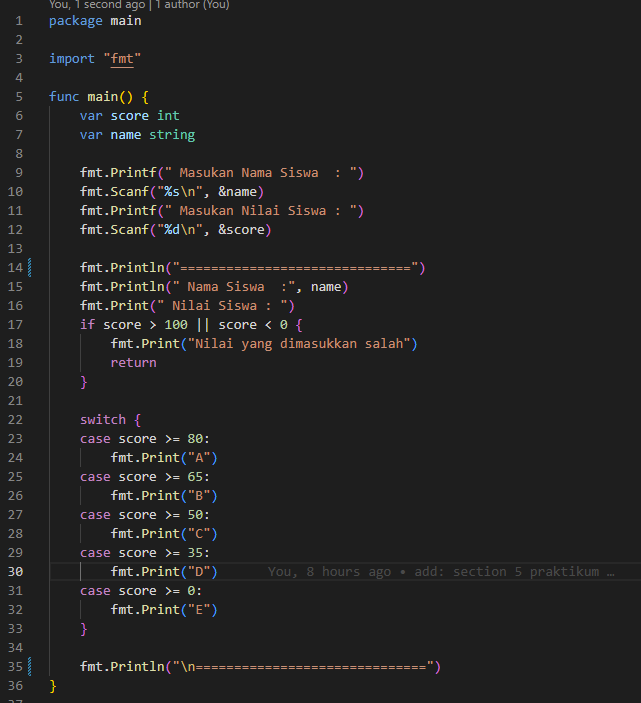 You, 1 second ago | 1 author (You)
1 package main
2
3 import "fmt"
4
5 func main() {
6     var score int
7     var name string
8
9     fmt.Printf(" Masukan Nama Siswa  : ")
10     fmt.Scanf("%s\n", &name)
11     fmt.Printf(" Masukan Nilai Siswa : ")
12     fmt.Scanf("%d\n", &score)
13
14     fmt.Println("==============================")
15     fmt.Println(" Nama Siswa  :", name)
16     fmt.Print(" Nilai Siswa : ")
17     if score > 100 || score < 0 {
18         fmt.Print("Nilai yang dimasukkan salah")
19         return
20     }
21
22     switch {
23     case score >= 80:
24         fmt.Print("A")
25     case score >= 65:
26         fmt.Print("B")
27     case score >= 50:
28         fmt.Print("C")
29     case score >= 35:
30         fmt.Print("D")     You, 8 hours ago • add: section 5 praktikum …
31     case score >= 0:
32         fmt.Print("E")
33     }
34
35     fmt.Println("\n==============================")
36 }
37